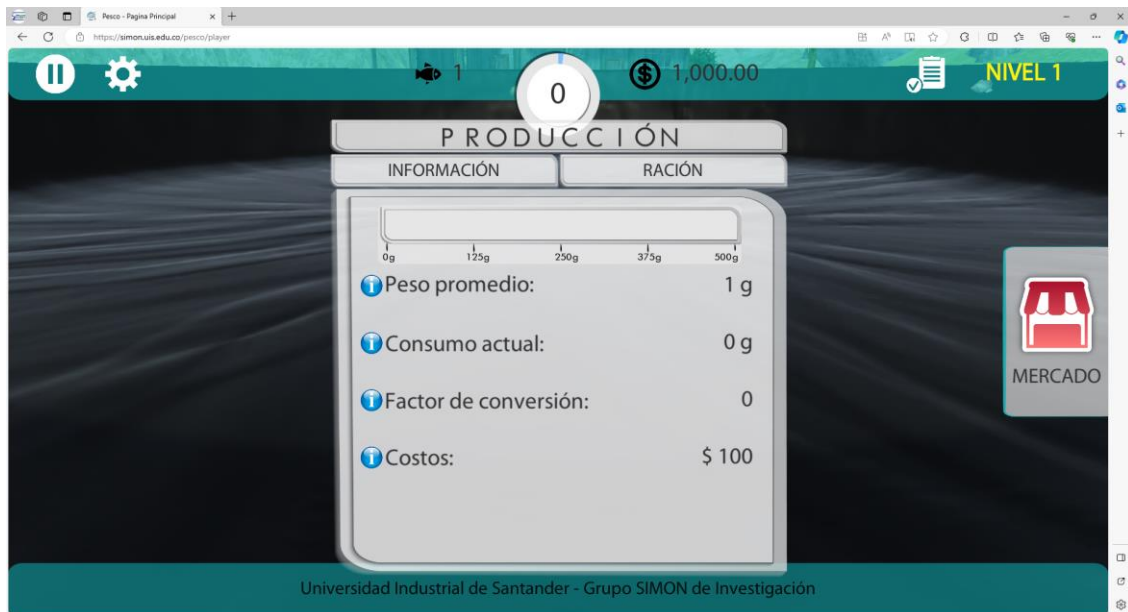 Pesco - Pagina Principal
https://simon.uis.edu.co/pesco/player
1
0
1,000.00
NIVEL 1
PRODUCCIÓN
INFORMACIÓN
RACIÓN
0g 125g 250g 375g 500g
Peso promedio: 1 g
Consumo actual: 0 g
Factor de conversión: 0
Costos: $ 100
MERCADO
Universidad Industrial de Santander - Grupo SIMON de Investigación